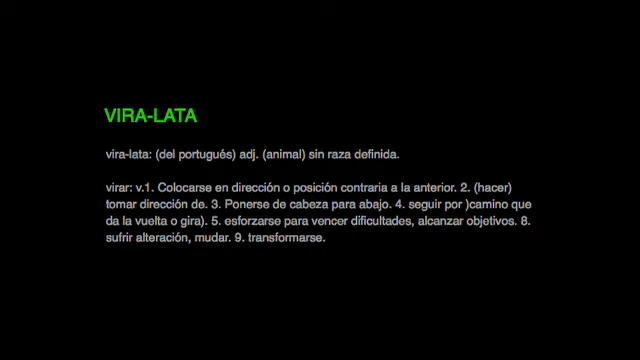 VIRA-LATA
vira-lata: (del portugués) adj. (animal) sin raza definida.
virar: v.1. Colocarse en dirección o posición contraria a la anterior. 2. (hacer)
tomar dirección de. 3. Ponerse de cabeza para abajo. 4. seguir por )camino que
da la vuelta o gira). 5. esforzarse para vencer dificultades, alcanzar objetivos. 8.
sufrir alteración, mudar. 9. transformarse.